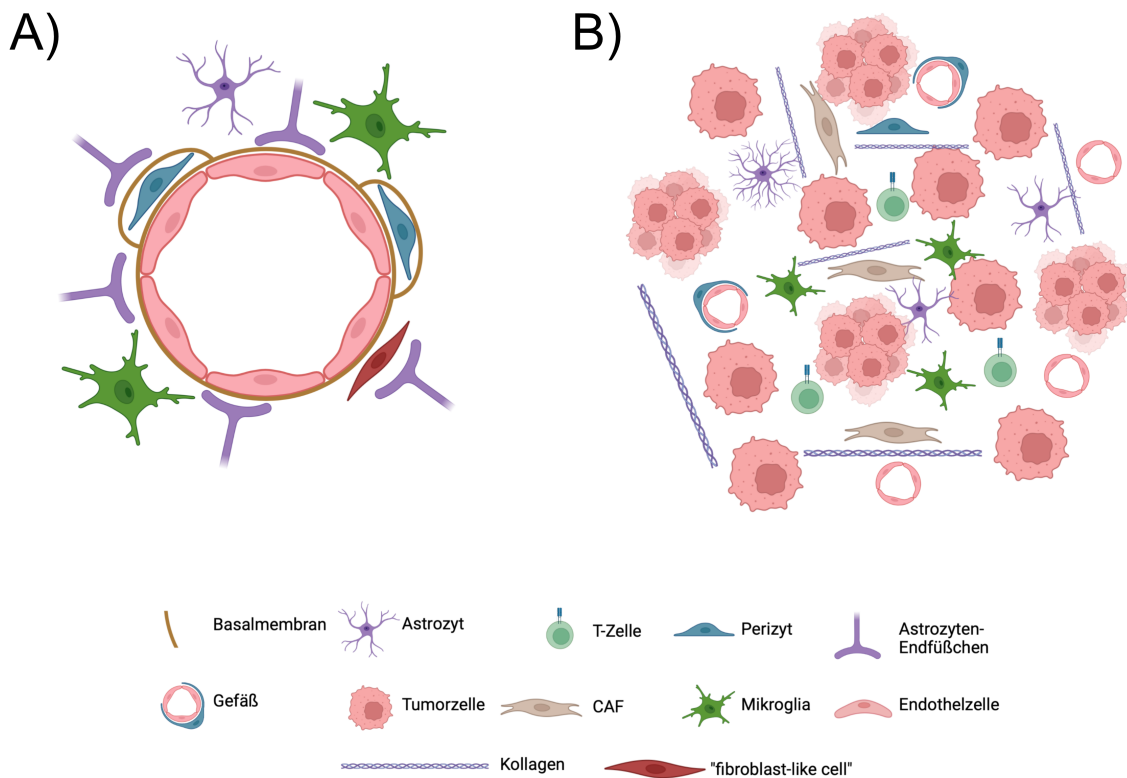 A)
B)
Basalmembran
Astrozyt
T-Zelle
Perizyt
Astrozyten-
Endfüßchen
Gefäß
Tumorzelle
CAF
Mikroglia
Endothelzelle
Kollagen
"fibroblast-like cell"